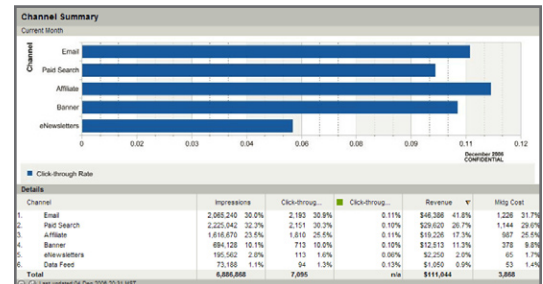 Channel Summary
Current Month
Channel
Email
Paid Search
Affiliate
Banner
eNewsletters
0 0.02 0.03 0.05 0.06 0.08 0.09 0.11 0.12
December 2006
CONFIDENTIAL
Click-through Rate
Details
Channel Impressions Click-throug... Click-throug... Revenue Mktg Cost
1. Email 2,065,240 30.0% 2,193 30.9% 0.11% $46,386 41.8% 1,226 31.7%
2. Paid Search 2,225,042 32.3% 2,151 30.3% 0.10% $29,620 26.7% 1,144 29.6%
3. Affiliate 1,616,670 23.5% 1,810 25.5% 0.11% $19,226 17.3% 987 25.5%
4. Banner 694,128 10.1% 713 10.0% 0.10% $12,513 11.3% 378 9.8%
5. eNewsletters 195,562 2.8% 113 1.6% 0.06% $2,250 2.0% 65 1.7%
6. Data Feed 73,188 1.1% 94 1.3% 0.13% $1,050 0.9% 53 1.4%
Total 6,886,868 7,095 n/a $111,044 3,868